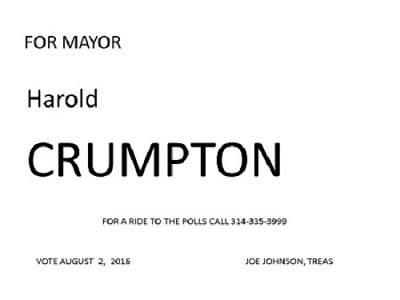 FOR MAYOR
Harold
CRUMPTON
FOR A RIDE TO THE POLLS CALL 314-335-3999
VOTE AUGUST 2, 2016
JOE JOHNSON, TREAS